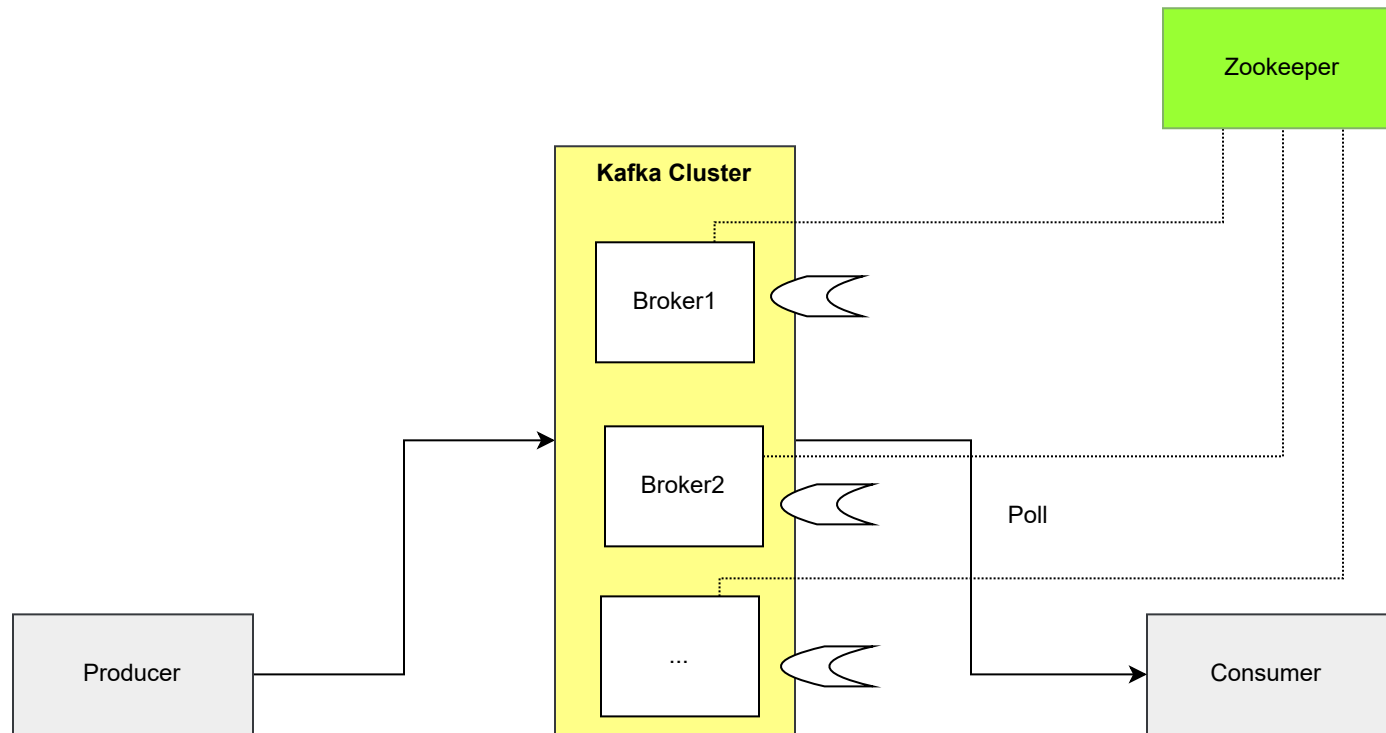 Zookeeper
Kafka Cluster
Broker1
Broker2
Poll
...
Producer
Consumer